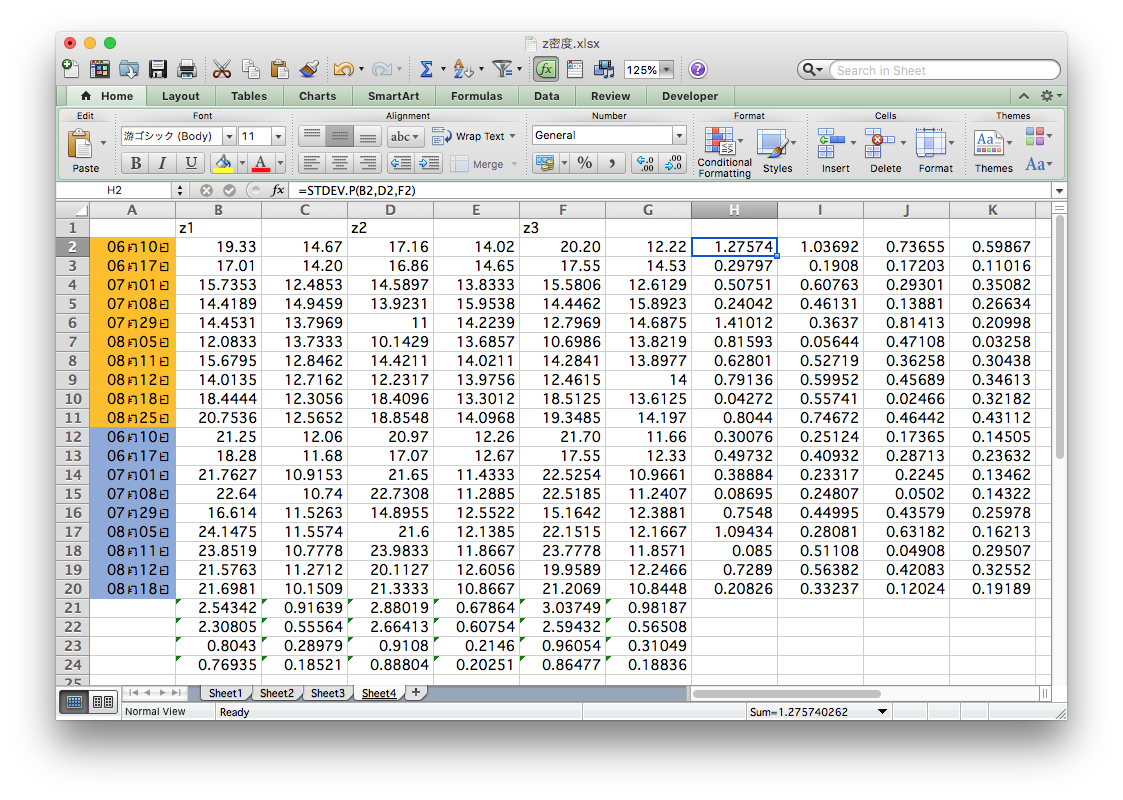 z密度.xlsx
125%
Search in Sheet
Home Layout Tables Charts SmartArt Formulas Data Review Developer
Edit Font Alignment Number Format Cells Themes
游ゴシック (Body) 11 abc Wrap Text General
Paste B I U A Merge % Conditional Formatting Styles Insert Delete Format Themes Aa
H2 fx =STDEV.P(B2,D2,F2)
A B C D E F G H I J K
1 z1 z2 z3
2 06月10日 19.33 14.67 17.16 14.02 20.20 12.22 1.27574 1.03692 0.73655 0.59867
3 06月17日 17.01 14.20 16.86 14.65 17.55 14.53 0.29797 0.1908 0.17203 0.11016
4 07月01日 15.7353 12.4853 14.5897 13.8333 15.5806 12.6129 0.50751 0.60763 0.29301 0.35082
5 07月08日 14.4189 14.9459 13.9231 15.9538 14.4462 15.8923 0.24042 0.46131 0.13881 0.26634
6 07月29日 14.4531 13.7969 11 14.2239 12.7969 14.6875 1.41012 0.3637 0.81413 0.20998
7 08月05日 12.0833 13.7333 10.1429 13.6857 10.6986 13.8219 0.81593 0.05644 0.47108 0.03258
8 08月11日 15.6795 12.8462 14.4211 14.0211 14.2841 13.8977 0.62801 0.52719 0.36258 0.30438
9 08月12日 14.0135 12.7162 12.2317 13.9756 12.4615 14 0.79136 0.59952 0.45689 0.34613
10 08月18日 18.4444 12.3056 18.4096 13.3012 18.5125 13.6125 0.04272 0.55741 0.02466 0.32182
11 08月25日 20.7536 12.5652 18.8548 14.0968 19.3485 14.197 0.8044 0.74672 0.46442 0.43112
12 06月10日 21.25 12.06 20.97 12.26 21.70 11.66 0.30076 0.25124 0.17365 0.14505
13 06月17日 18.28 11.68 17.07 12.67 17.55 12.33 0.49732 0.40932 0.28713 0.23632
14 07月01日 21.7627 10.9153 21.65 11.4333 22.5254 10.9661 0.38884 0.23317 0.2245 0.13462
15 07月08日 22.64 10.74 22.7308 11.2885 22.5185 11.2407 0.08695 0.24807 0.0502 0.14322
16 07月29日 16.614 11.5263 14.8955 12.5522 15.1642 12.3881 0.7548 0.44995 0.43579 0.25978
17 08月05日 24.1475 11.5574 21.6 12.1385 22.1515 12.1667 1.09434 0.28081 0.63182 0.16213
18 08月11日 23.8519 10.7778 23.9833 11.8667 23.7778 11.8571 0.085 0.51108 0.04908 0.29507
19 08月12日 21.5763 11.2712 20.1127 12.6056 19.9589 12.2466 0.7289 0.56382 0.42083 0.32552
20 08月18日 21.6981 10.1509 21.3333 10.8667 21.2069 10.8448 0.20826 0.33237 0.12024 0.19189
21 2.54342 0.91639 2.88019 0.67864 3.03749 0.98187
22 2.30805 0.55564 2.66413 0.60754 2.59432 0.56508
23 0.8043 0.28979 0.9108 0.2146 0.96054 0.31049
24 0.76935 0.18521 0.88804 0.20251 0.86477 0.18836
25
Sheet1 Sheet2 Sheet3 Sheet4 +
Normal View Ready Sum=1.275740262